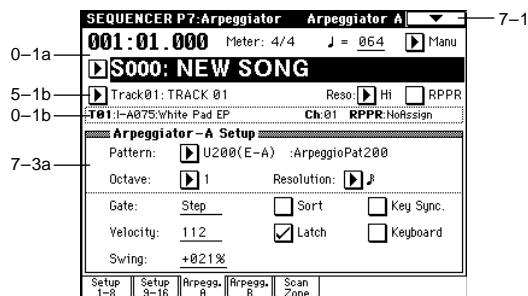 SEQUENCER P7:Arpeggiator Arpeggiator A 7-1
001:01.000 Meter: 4/4 ♩ = 064 Manu
0-1a
S000: NEW SONG
5-1b Track01: TRACK 01 Reso: Hi RPPR
0-1b T01:I-A075:White Pad EP Ch:01 RPPR:NoAssign
Arpeggiator-A Setup
7-3a Pattern: U200(E-A) :ArpeggioPat200
Octave: 1 Resolution: ♪
Gate: Step Sort Key Sync.
Velocity: 112 Latch Keyboard
Swing: +021%
Setup 1-8 Setup 9-16 Arpegg. A Arpegg. B Scan Zone